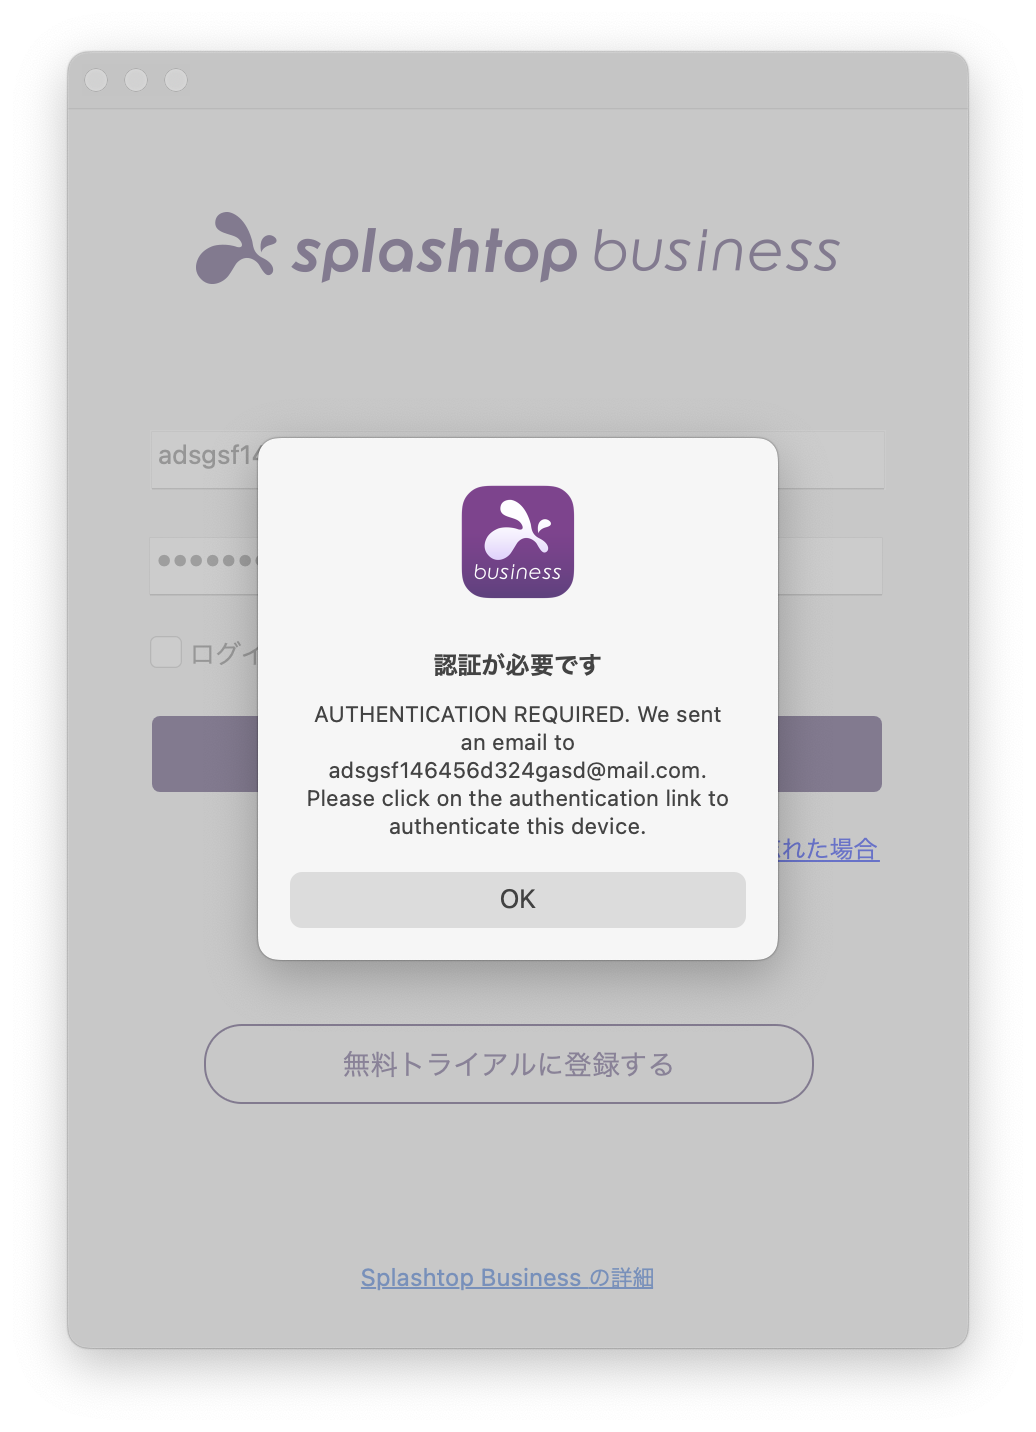 splashtop business
adsgsf14
business
ログイ
認証が必要です
AUTHENTICATION REQUIRED. We sent
an email to
adsgsf146456d324gasd@mail.com.
Please click on the authentication link to
authenticate this device.
れた場合
OK
無料トライアルに登録する
Splashtop Business の詳細